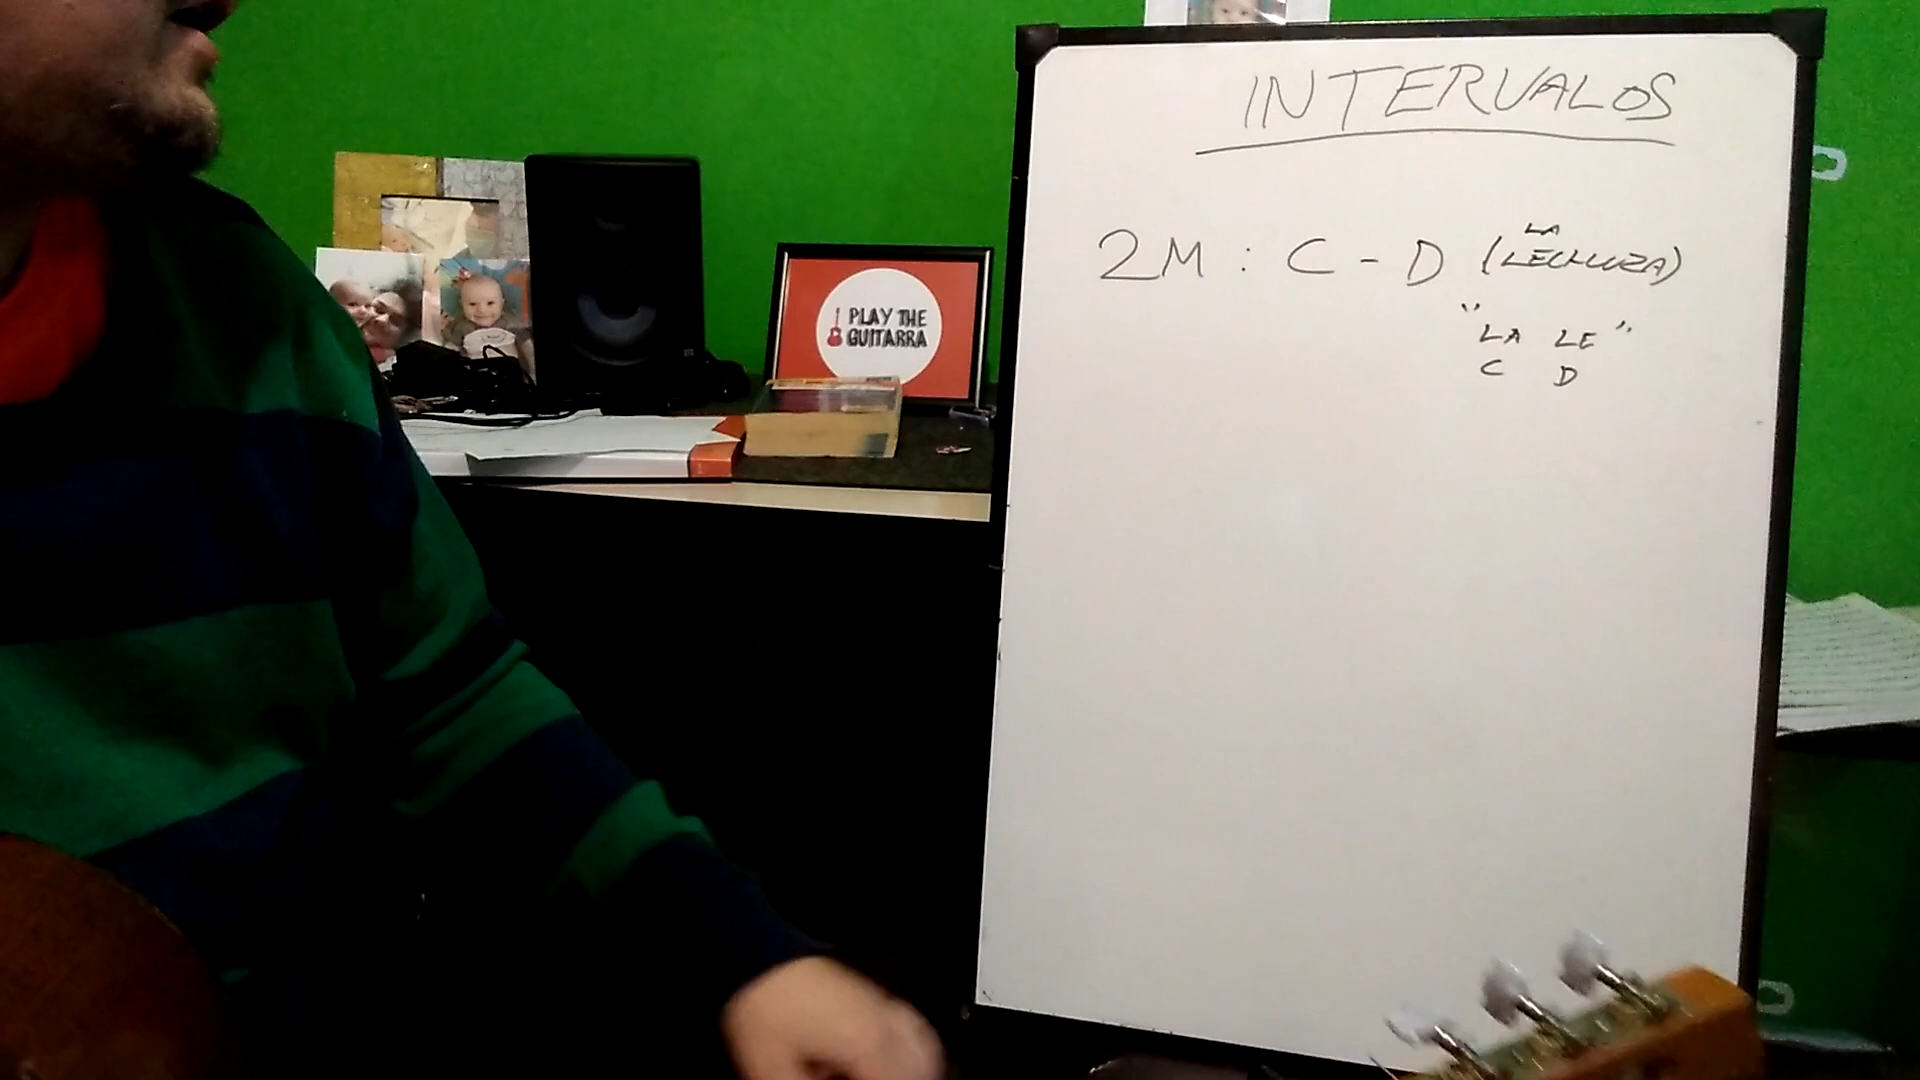 INTERVALOS
2M : C - D (LA LECHUZA)
"LA LE"
C D
PLAY THE
GUITARRA